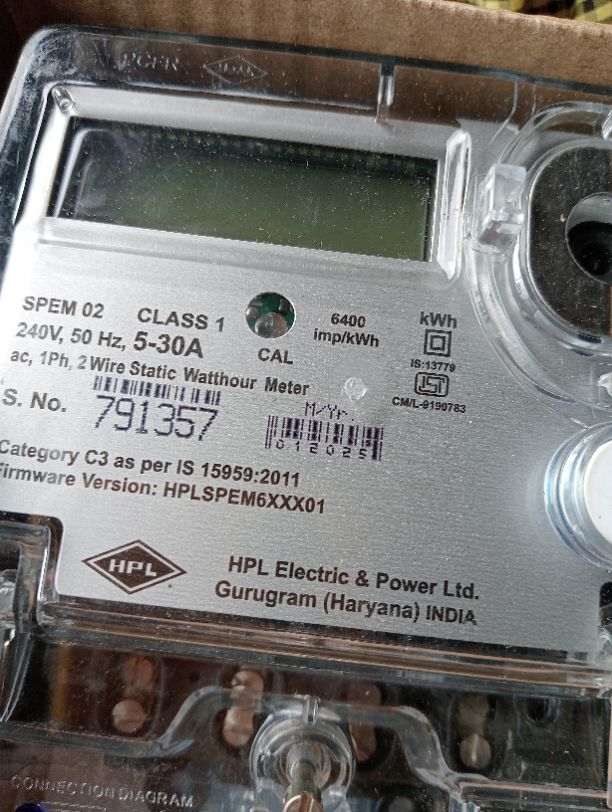 SPEM 02 CLASS 1
240V, 50 Hz, 5-30A
ac, 1Ph, 2 Wire Static Watthour Meter
CAL
6400
imp/kWh
kWh
IS:13779
ISI
CM/L-9190783
S. No. 791357
M/Yr.
012025
Category C3 as per IS 15959:2011
Firmware Version: HPLSPEM6XXX01
HPL
HPL Electric & Power Ltd.
Gurugram (Haryana) INDIA
CONNECTION DIAGRAM